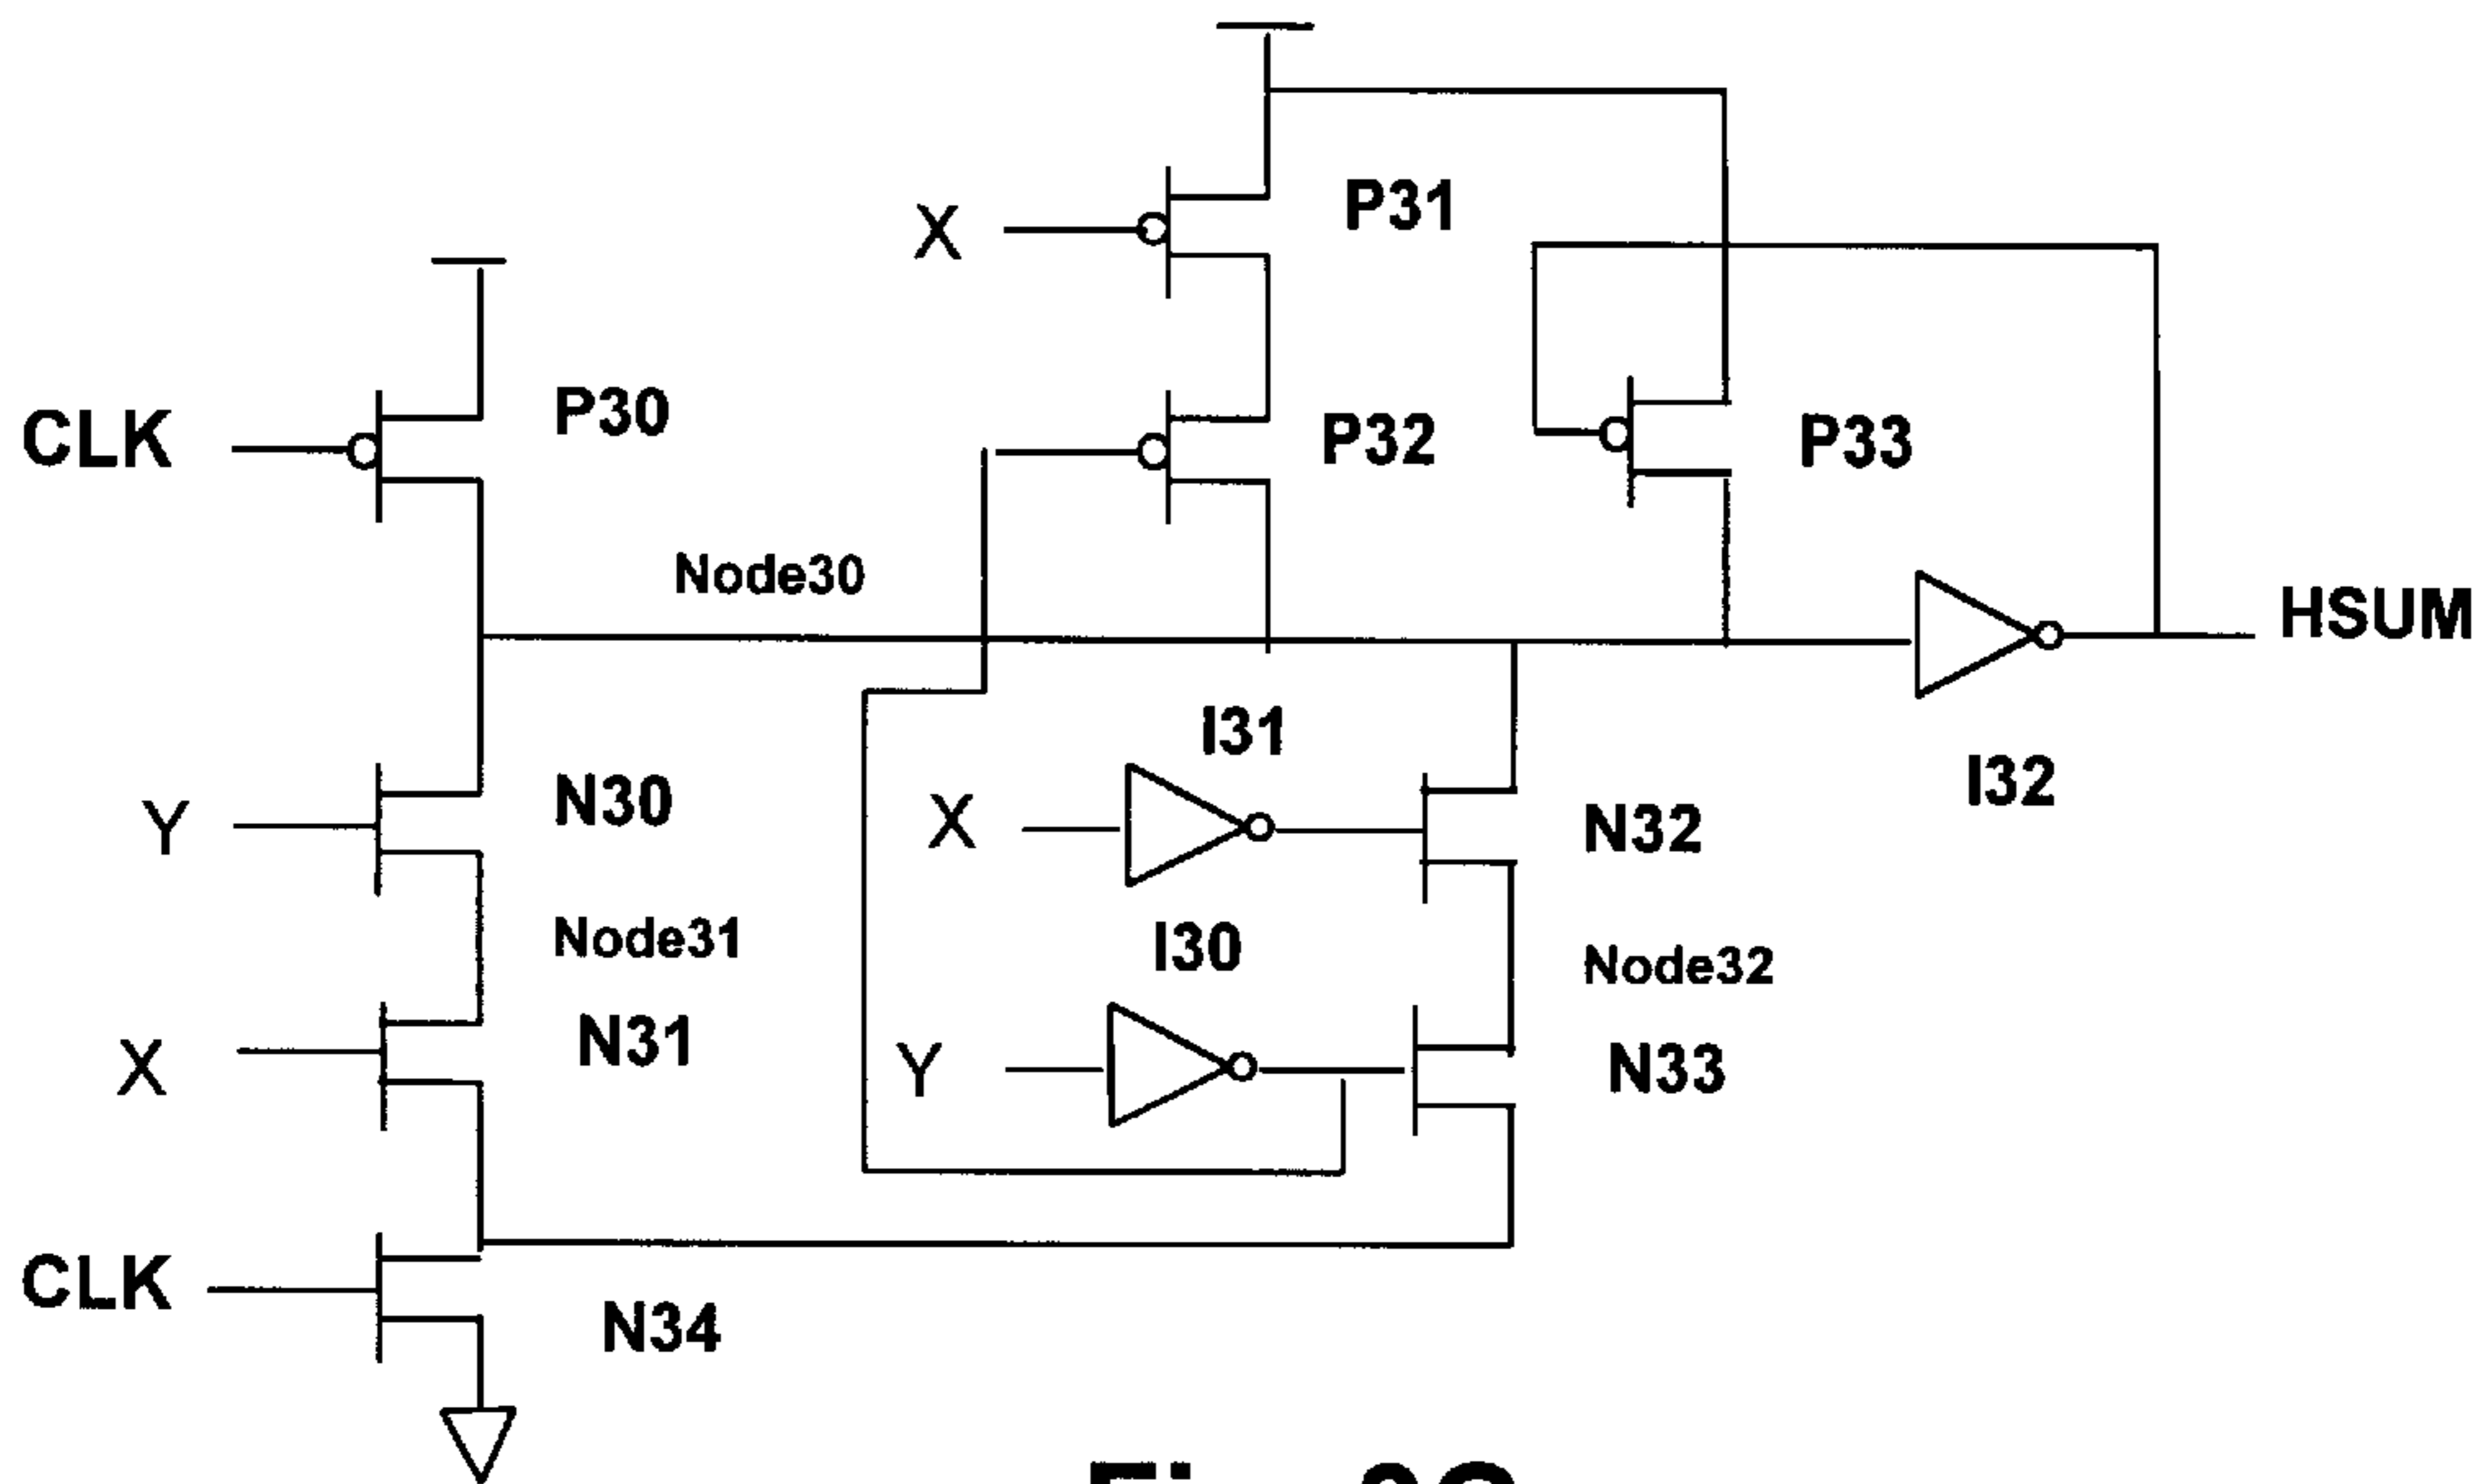 X
P31
CLK
P30
P32
P33
Node30
HSUM
I31
Y
N30
X
N32
I32
Node31
I30
Node32
X
N31
Y
N33
CLK
N34